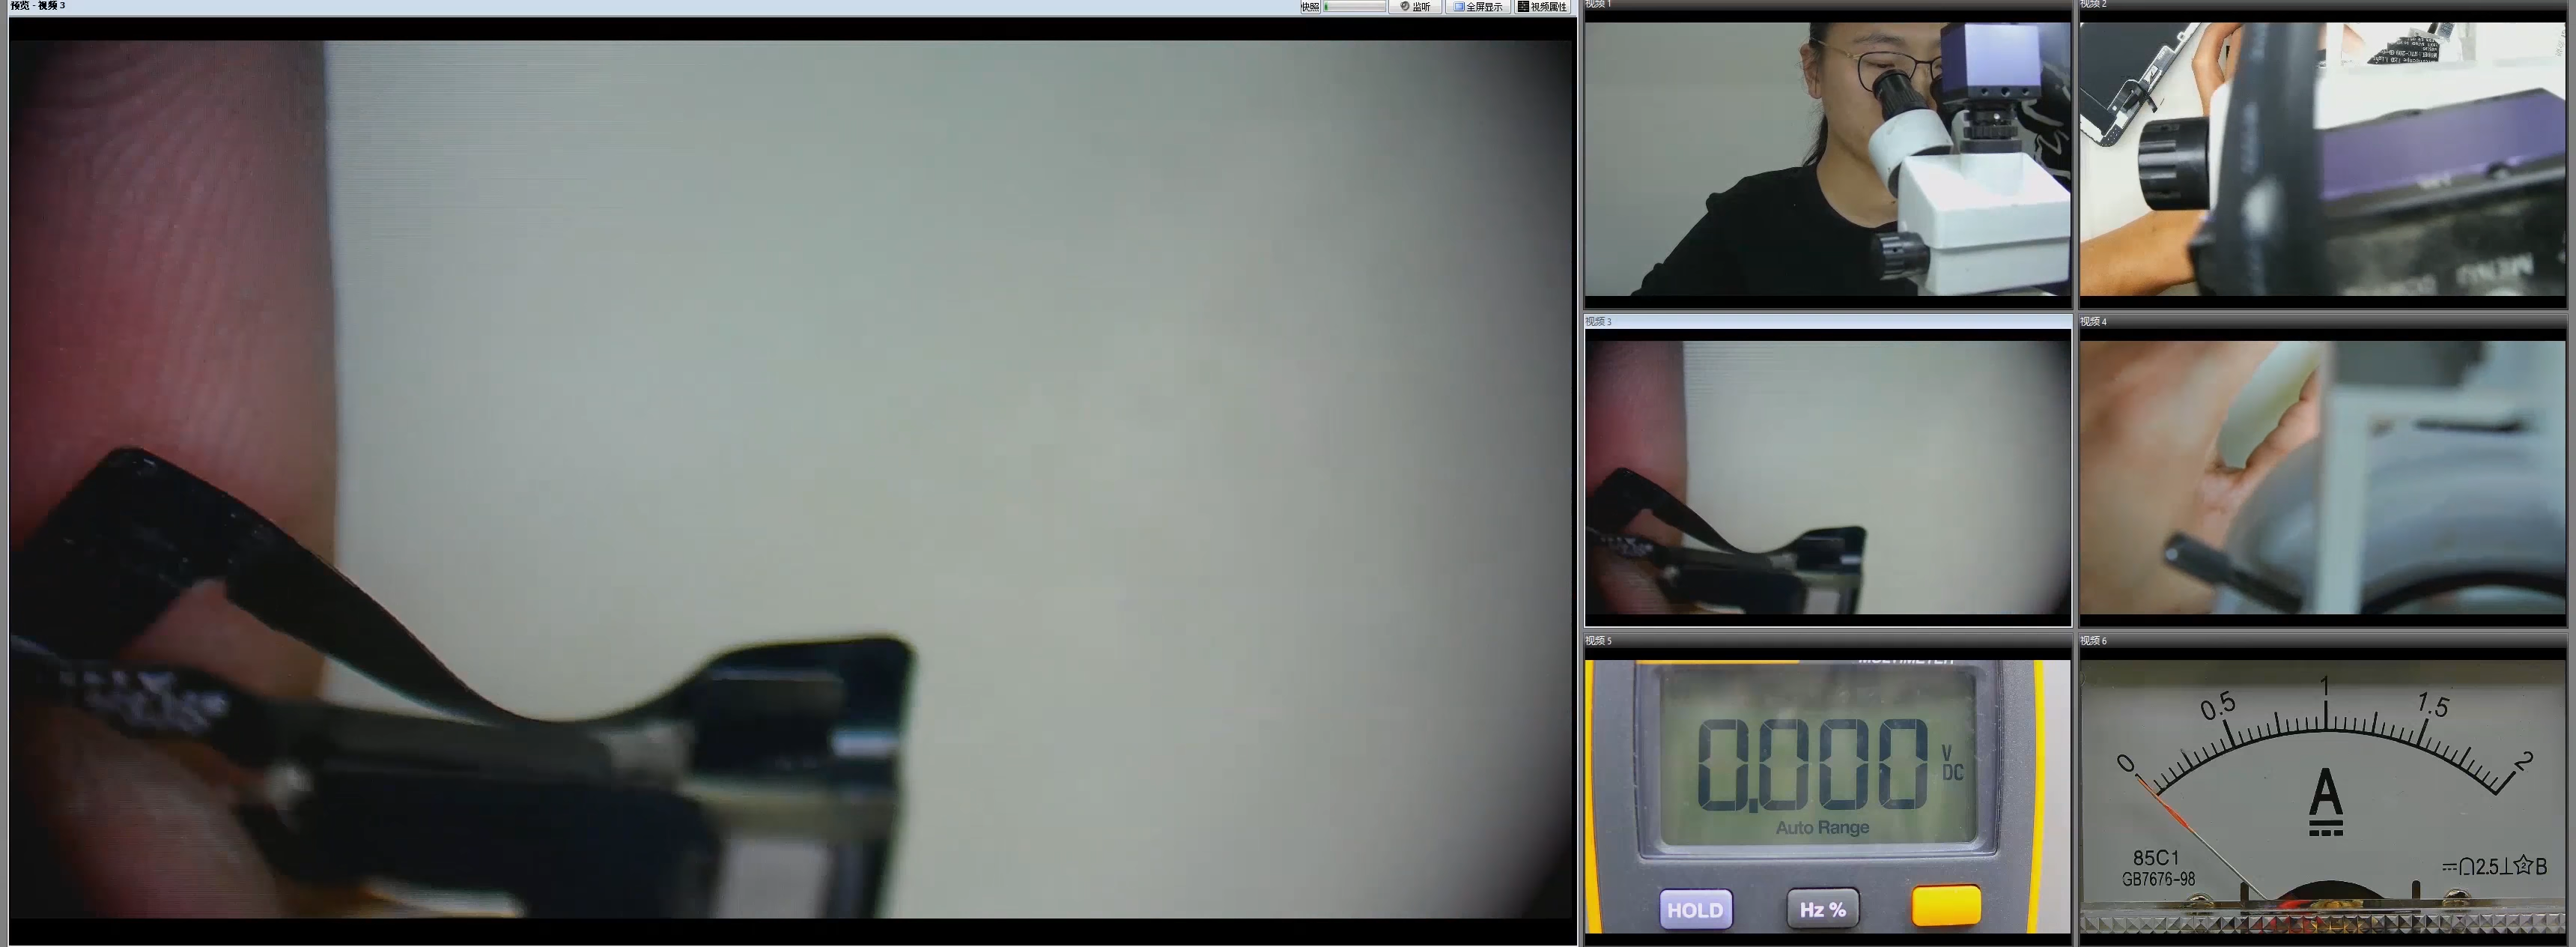 预览 - 视频 3
快照
监听
全屏显示
视频属性
视频 1
视频 2
视频 3
视频 4
MENU
视频 5
视频 6
MULTIMETER
0.000
V
DC
Auto Range
HOLD
Hz %
0
0.5
1
1.5
2
A
85C1
GB7676-98
2.5
B